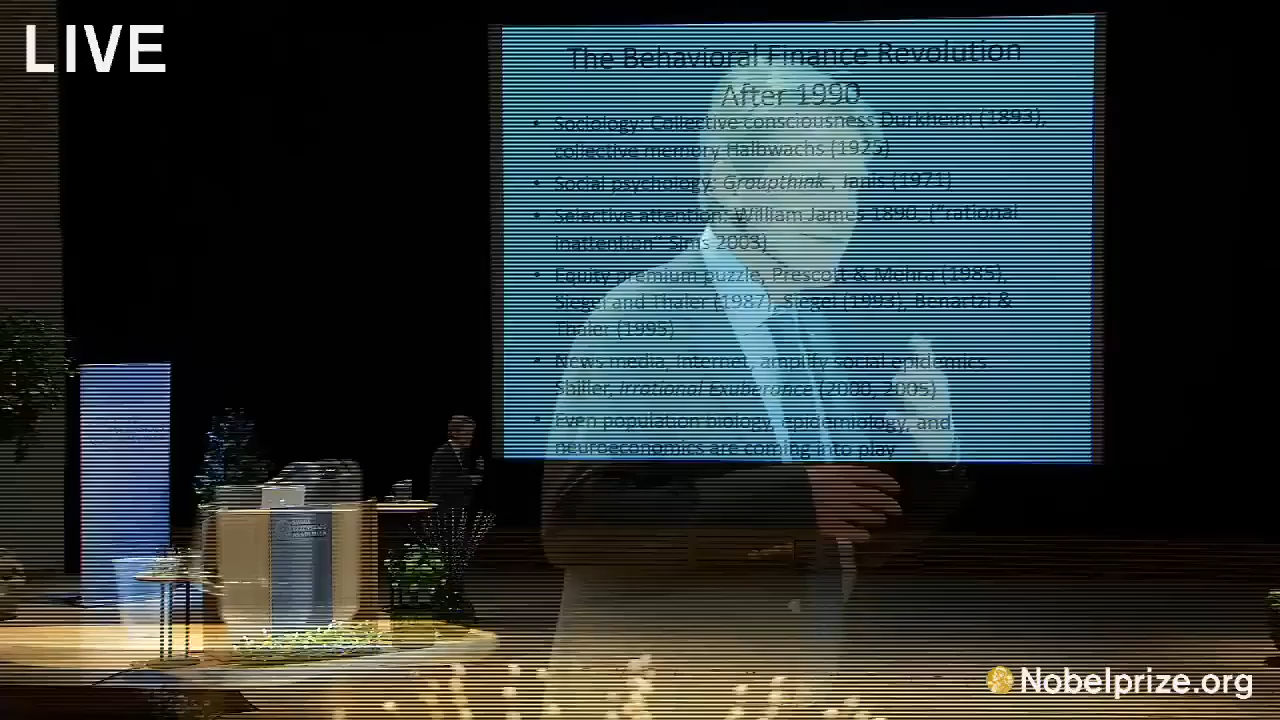 LIVE
The Behavioral Finance Revolution
After 1990
• Sociology: Collective consciousness Durkheim (1893),
collective memory Halbwachs (1925)
• Social psychology: Groupthink , Janis (1971)
• Selective attention: William James 1890, (“rational
inattention” Sims 2003)
• Equity premium puzzle, Prescott & Mehra (1985),
Siegel and Thaler (1987), Siegel (1993), Benartzi &
Thaler (1995)
• News media, internet, amplify social epidemics
Shiller, Irrational Exuberance (2000, 2005)
• Even population biology, epidemiology, and
neuroeconomics are coming into play
Nobelprize.org